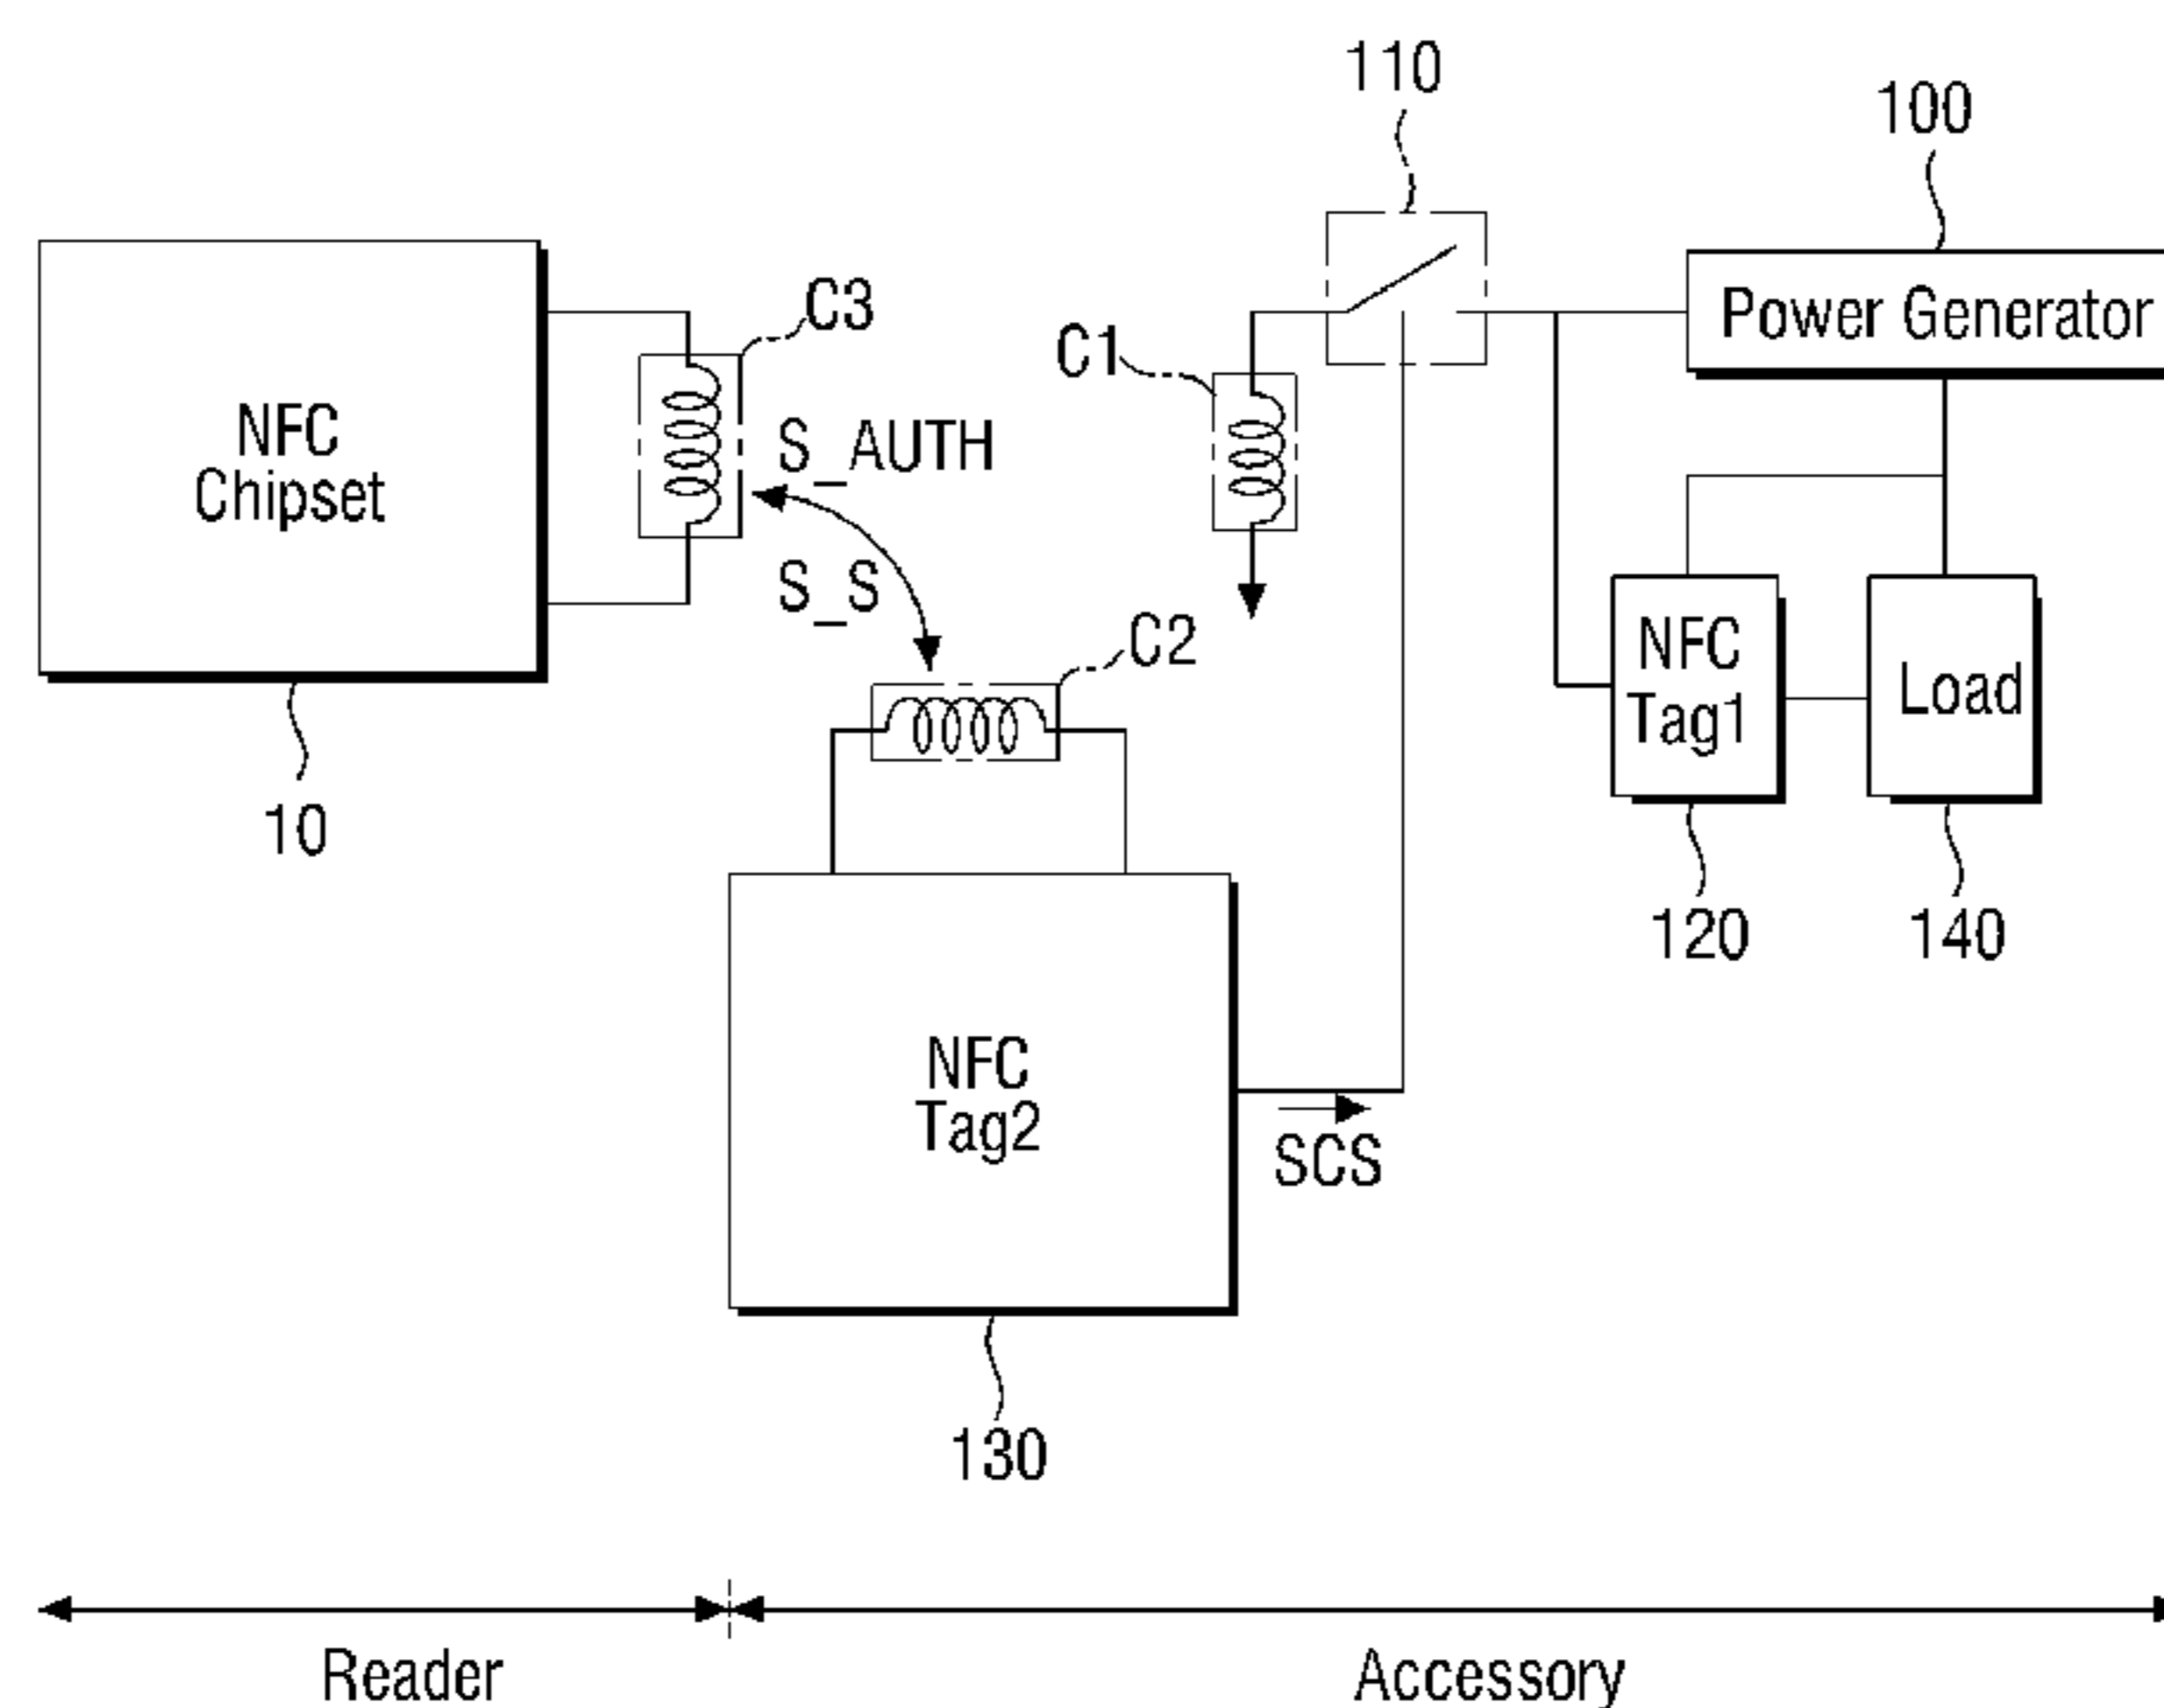 110
100
C3
C1
Power Generator
NFC
Chipset
S_AUTH
S_S
C2
NFC
Tag1
Load
10
120
140
NFC
Tag2
SCS
130
Reader
Accessory